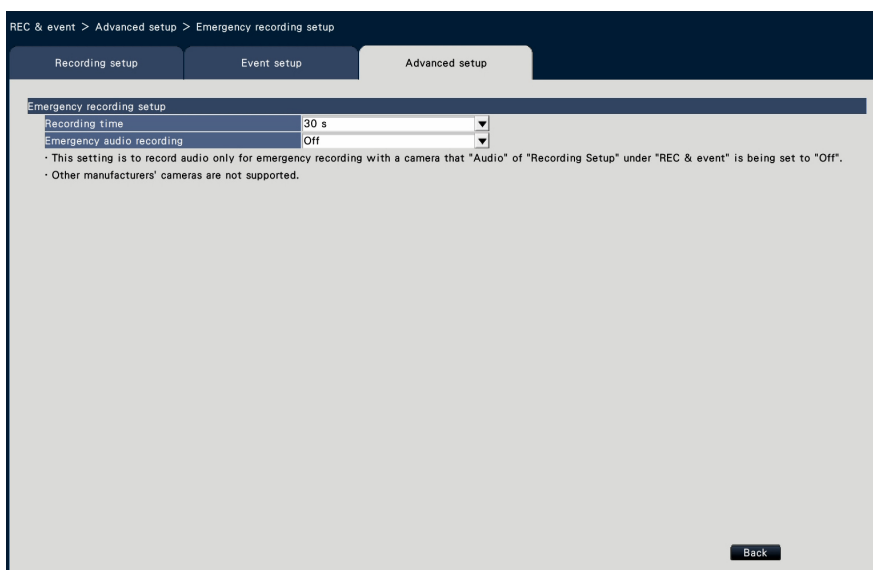 REC & event > Advanced setup > Emergency recording setup
Recording setup Event setup Advanced setup
Emergency recording setup
Recording time 30 s
Emergency audio recording Off
· This setting is to record audio only for emergency recording with a camera that "Audio" of "Recording Setup" under "REC & event" is being set to "Off".
· Other manufacturers' cameras are not supported.
Back